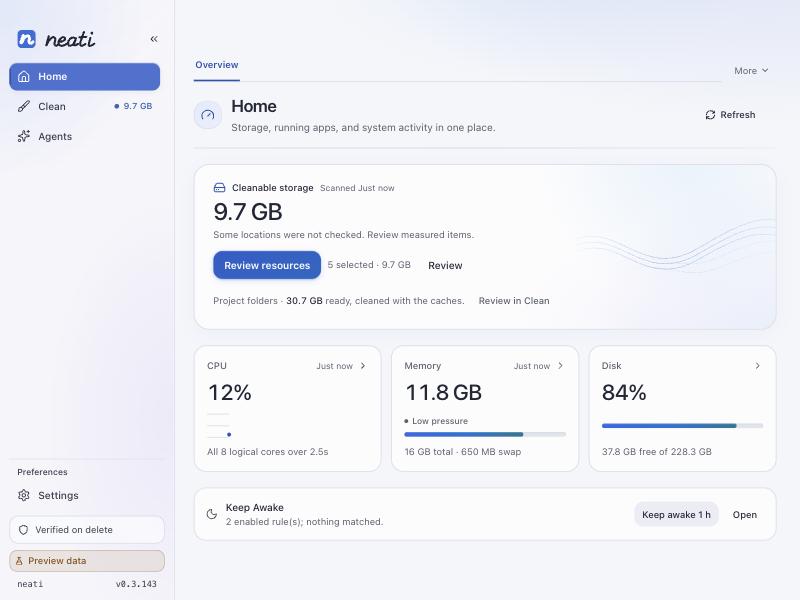 n neati
Home
Clean 9.7 GB
Agents
Preferences
Settings
Verified on delete
Preview data
neati v0.3.143
Overview
More
Home
Storage, running apps, and system activity in one place.
Refresh
Cleanable storage Scanned Just now
9.7 GB
Some locations were not checked. Review measured items.
Review resources 5 selected · 9.7 GB Review
Project folders · 30.7 GB ready, cleaned with the caches. Review in Clean
CPU Just now
12%
All 8 logical cores over 2.5s
Memory Just now
11.8 GB
Low pressure
16 GB total · 650 MB swap
Disk
84%
37.8 GB free of 228.3 GB
Keep Awake
2 enabled rule(s); nothing matched.
Keep awake 1 h Open